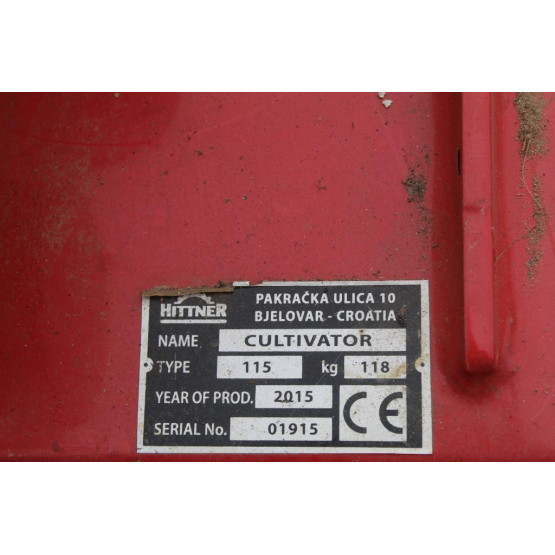 HITTNER
PAKRAČKA ULICA 10
BJELOVAR - CROATIA
NAME CULTIVATOR
TYPE 115 kg 118
YEAR OF PROD. 2015
SERIAL No. 01915
CE